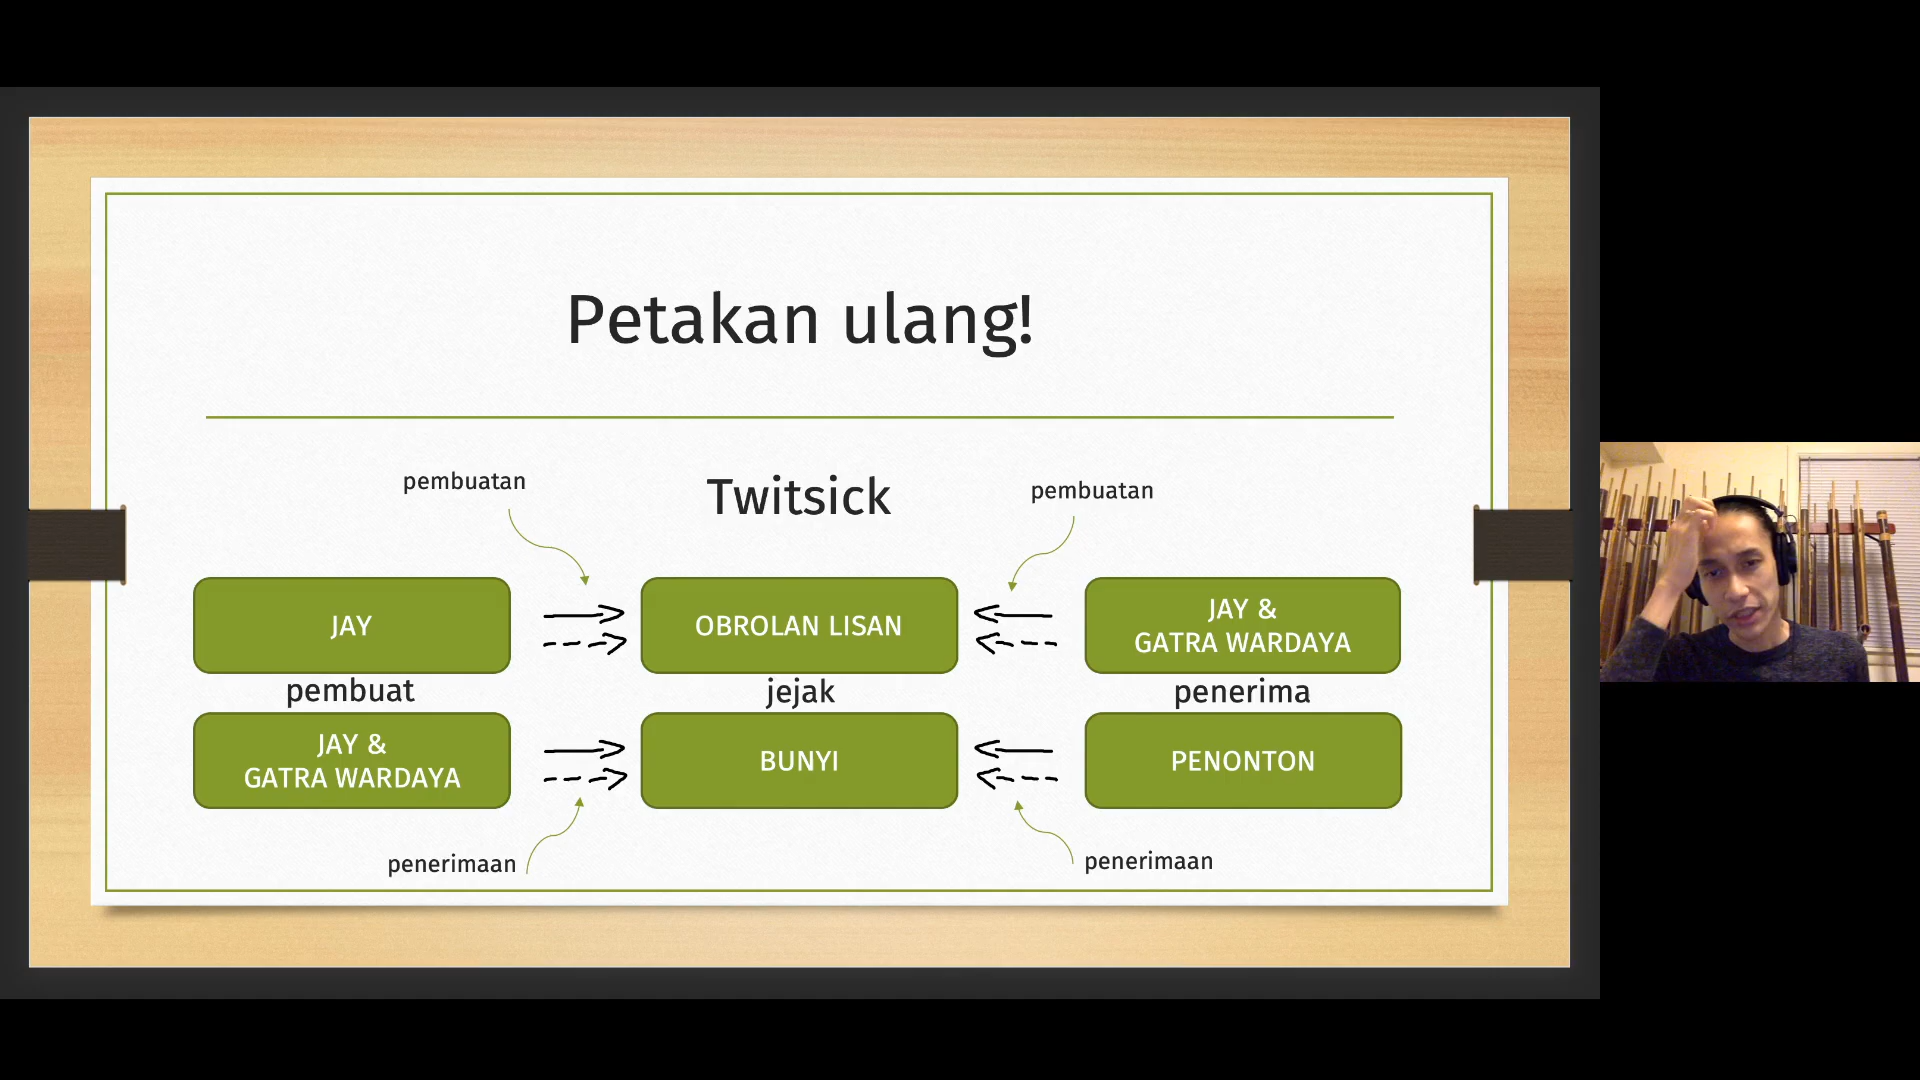 Petakan ulang!
pembuatan
Twitsick
pembuatan
JAY
OBROLAN LISAN
JAY &
GATRA WARDAYA
pembuat
jejak
penerima
JAY &
GATRA WARDAYA
BUNYI
PENONTON
penerimaan
penerimaan